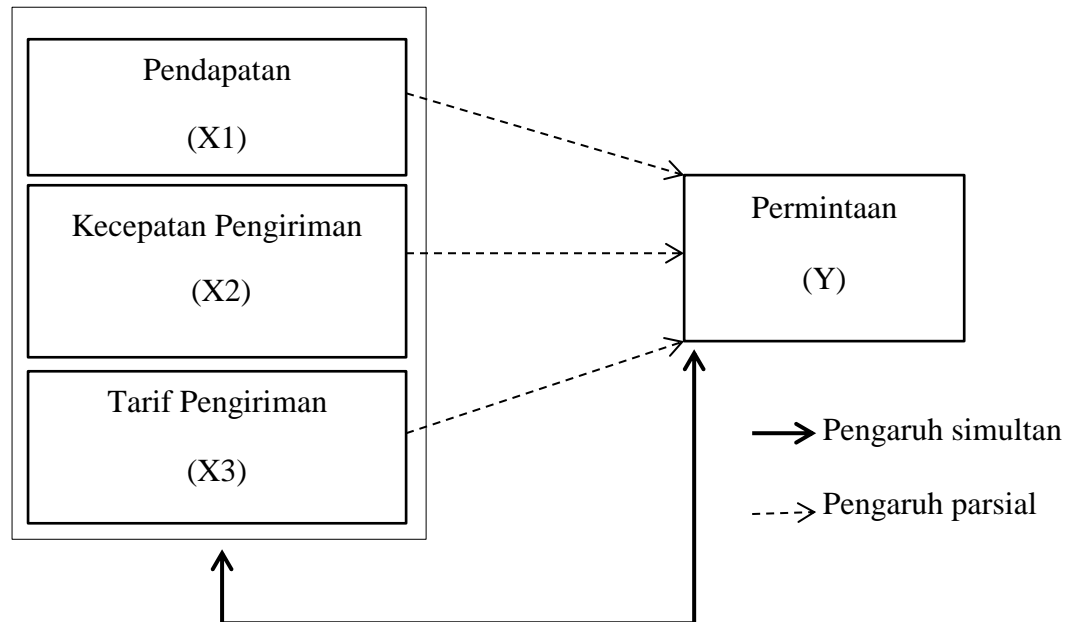 Pendapatan
(X1)
Kecepatan Pengiriman
(X2)
Tarif Pengiriman
(X3)
Permintaan
(Y)
Pengaruh simultan
Pengaruh parsial